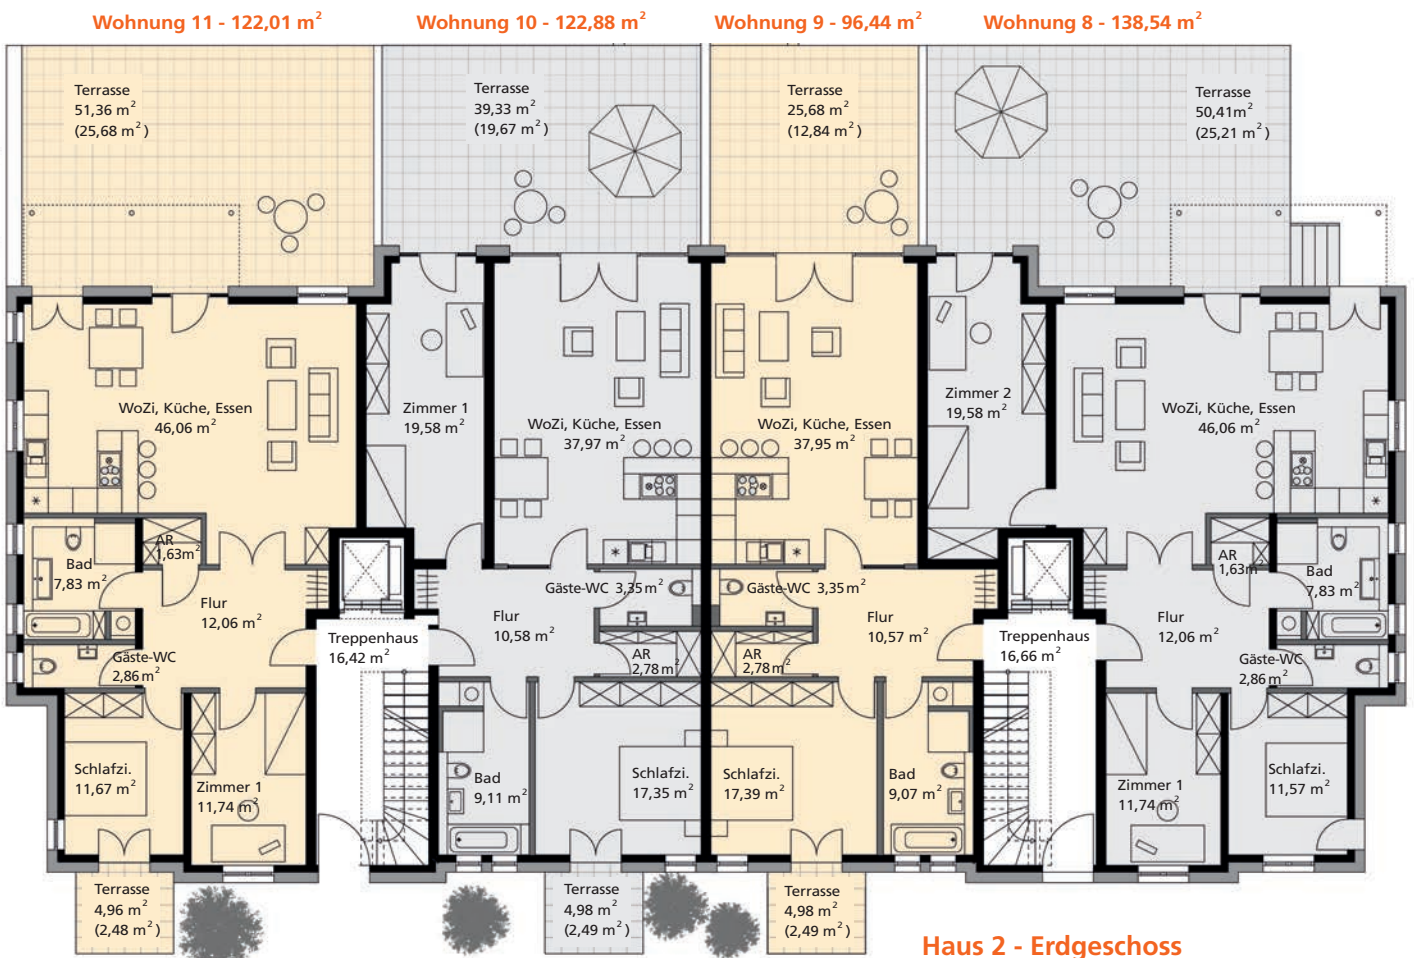 Wohnung 11 - 122,01 m²
Wohnung 10 - 122,88 m²
Wohnung 9 - 96,44 m²
Wohnung 8 - 138,54 m²
Terrasse
51,36 m²
(25,68 m²)
Terrasse
39,33 m²
(19,67 m²)
Terrasse
25,68 m²
(12,84 m²)
Terrasse
50,41m²
(25,21 m²)
WoZi, Küche, Essen
46,06 m²
Zimmer 1
19,58 m²
WoZi, Küche, Essen
37,97 m²
WoZi, Küche, Essen
37,95 m²
Zimmer 2
19,58 m²
WoZi, Küche, Essen
46,06 m²
AR
1,63m²
Bad
7,83 m²
Flur
12,06 m²
Gäste-WC
2,86 m²
Treppenhaus
16,42 m²
Flur
10,58 m²
Gäste-WC 3,35 m²
AR
2,78m²
Gäste-WC 3,35 m²
AR
2,78m²
Flur
10,57 m²
Treppenhaus
16,66 m²
Flur
12,06 m²
AR
1,63m²
Bad
7,83 m²
Gäste-WC
2,86 m²
Schlafzi.
11,67 m²
Zimmer 1
11,74 m²
Bad
9,11 m²
Schlafzi.
17,35 m²
Schlafzi.
17,39 m²
Bad
9,07 m²
Zimmer 1
11,74 m²
Schlafzi.
11,57 m²
Terrasse
4,96 m²
(2,48 m²)
Terrasse
4,98 m²
(2,49 m²)
Terrasse
4,98 m²
(2,49 m²)
Haus 2 - Erdgeschoss